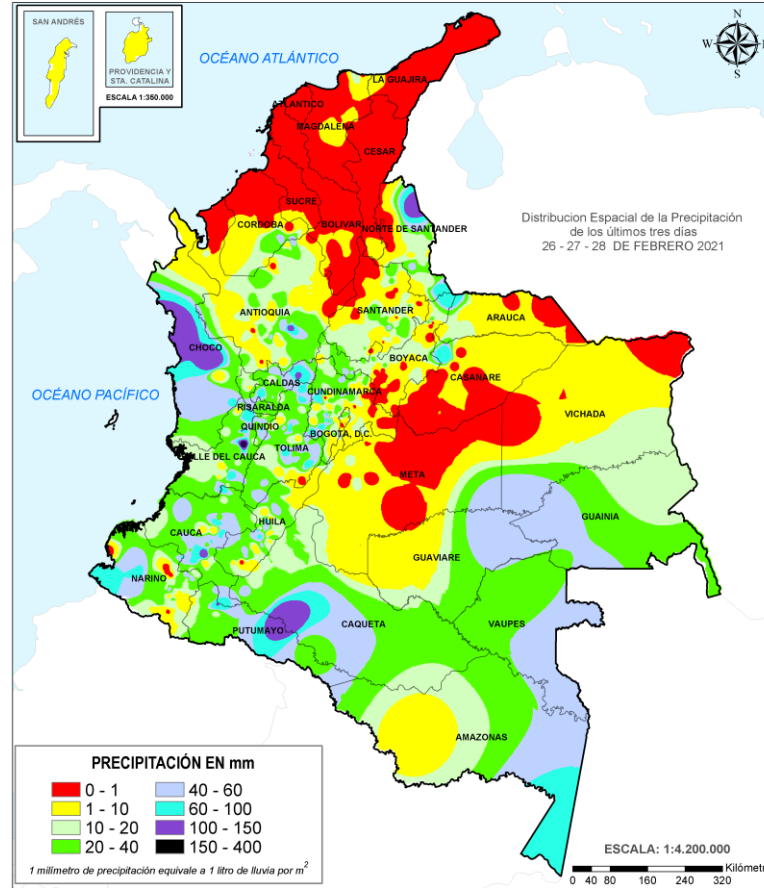 SAN ANDRÉS
PROVIDENCIA Y
STA. CATALINA
ESCALA 1:350.000
OCÉANO ATLÁNTICO
N
W
S
LA GUAJIRA
ATLANTICO
MAGDALENA
CESAR
SUCRE
CORDOBA
BOLIVAR
NORTE DE SANTANDER
Distribucion Espacial de la Precipitación
de los últimos tres días
26 - 27 - 28 DE FEBRERO 2021
ANTIOQUIA
SANTANDER
ARAUCA
CHOCO
BOYACA
OCÉANO PACÍFICO
CALDAS
CUNDINAMARCA
CASANARE
RISARALDA
VICHADA
QUINDIO
BOGOTA, D.C.
TOLIMA
VALLE DEL CAUCA
META
GUAINIA
CAUCA
HUILA
GUAVIARE
NARINO
PUTUMAYO
CAQUETA
VAUPES
AMAZONAS
PRECIPITACIÓN EN mm
0 - 1
40 - 60
1 - 10
60 - 100
10 - 20
100 - 150
20 - 40
150 - 400
1 milímetro de precipitación equivale a 1 litro de lluvia por m2
ESCALA: 1:4.200.000
Kilómet
0 40 80 160 240 320